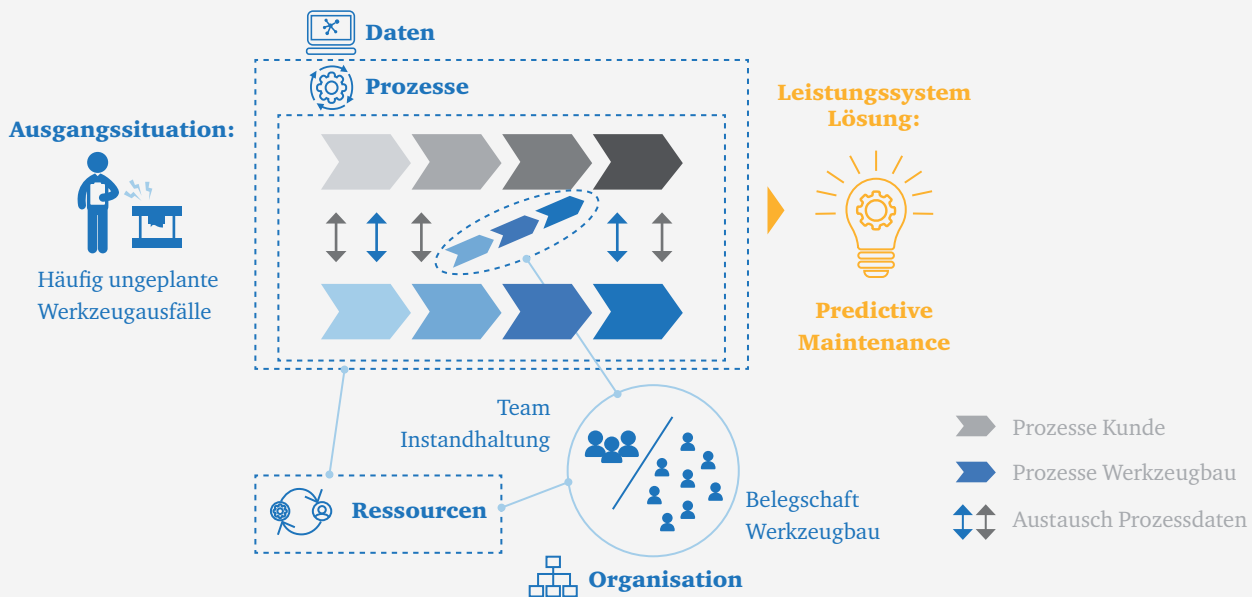 Daten
Prozesse
Ausgangssituation:
Häufig ungeplante
Werkzeugausfälle
Leistungssystem
Lösung:
Predictive
Maintenance
Team
Instandhaltung
Ressourcen
Belegschaft
Werkzeugbau
Organisation
Prozesse Kunde
Prozesse Werkzeugbau
Austausch Prozessdaten